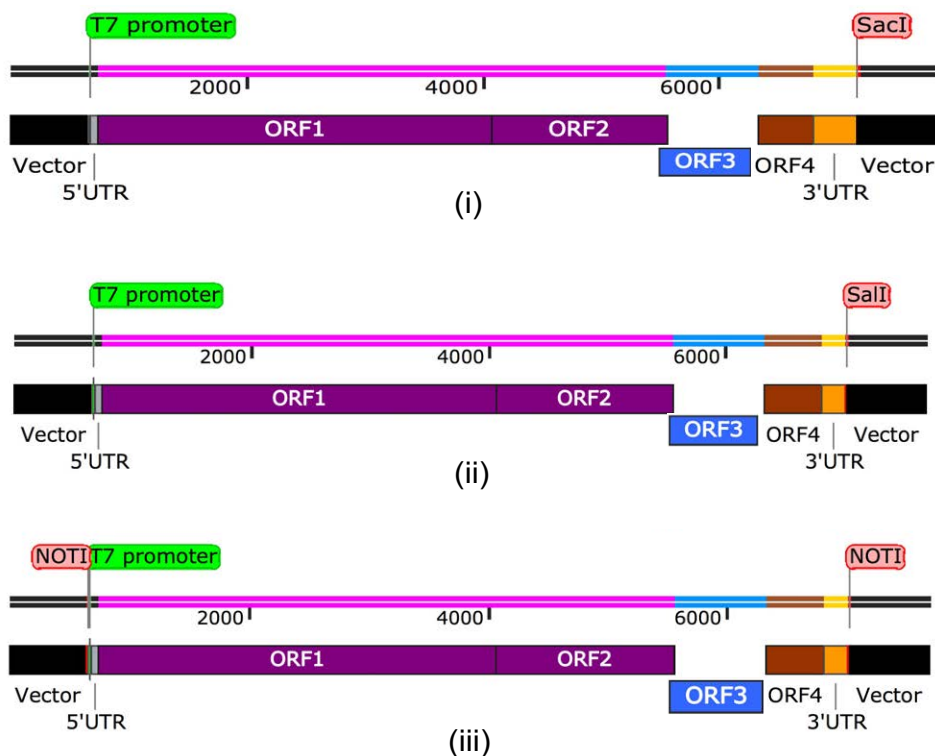 T7 promoter SacI
2000 4000 6000
ORF1 ORF2
Vector ORF3 ORF4 Vector
5'UTR 3'UTR
(i)
T7 promoter SalI
2000 4000 6000
ORF1 ORF2
Vector ORF3 ORF4 Vector
5'UTR 3'UTR
(ii)
NOTI T7 promoter NOTI
2000 4000 6000
ORF1 ORF2
Vector ORF3 ORF4 Vector
5'UTR 3'UTR
(iii)